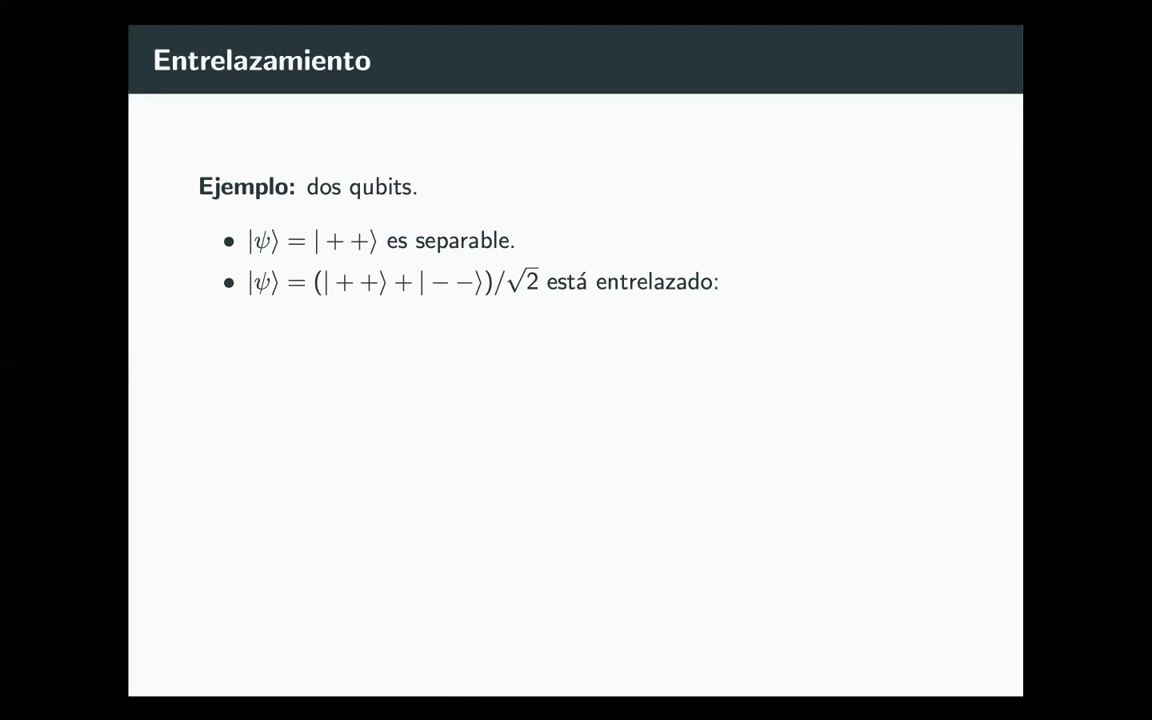 Entrelazamiento
Ejemplo: dos qubits.
• |ψ⟩ = | + +⟩ es separable.
• |ψ⟩ = (| + +⟩ + | − −⟩)/√2 está entrelazado: